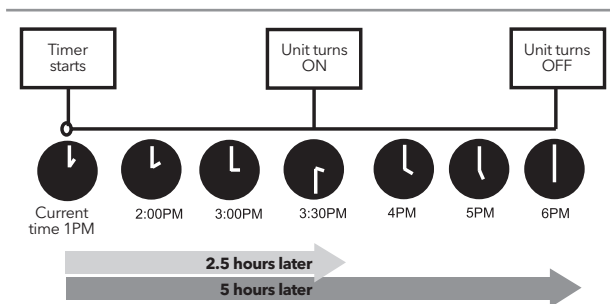 Timer
starts
Unit turns
ON
Unit turns
OFF
Current
time 1PM
2:00PM
3:00PM
3:30PM
4PM
5PM
6PM
2.5 hours later
5 hours later